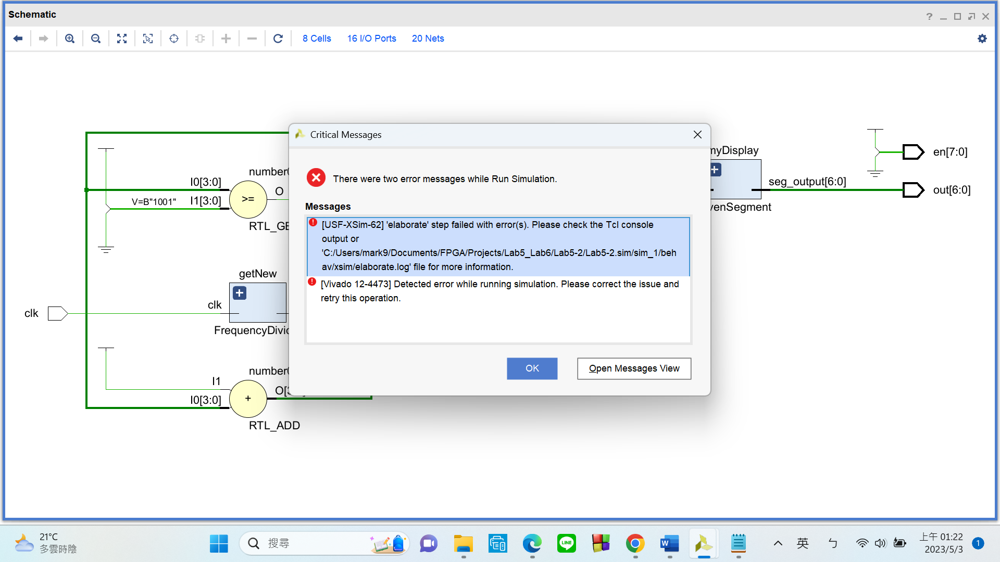 Schematic
8 Cells
16 I/O Ports
20 Nets
Critical Messages
There were two error messages while Run Simulation.
Messages
[USF-XSim-62] 'elaborate' step failed with error(s). Please check the Tcl console
output or
'C:/Users/mark9/Documents/FPGA/Projects/Lab5_Lab6/Lab5-2/Lab5-2.sim/sim_1/beh
av/xsim/elaborate.log' file for more information.
[Vivado 12-4473] Detected error while running simulation. Please correct the issue and
retry this operation.
OK
Open Messages View
number
I0[3:0]
O
V=B"1001"
I1[3:0]
>=
RTL_GE
getNew
clk
clk
FrequencyDivi
number
I1
O[
I0[3:0]
+
RTL_ADD
myDisplay
seg_output[6:0]
venSegment
en[7:0]
out[6:0]
21°C
多雲時陰
搜尋
LINE
W
英
ㄅ
上午 01:22
2023/5/3
1